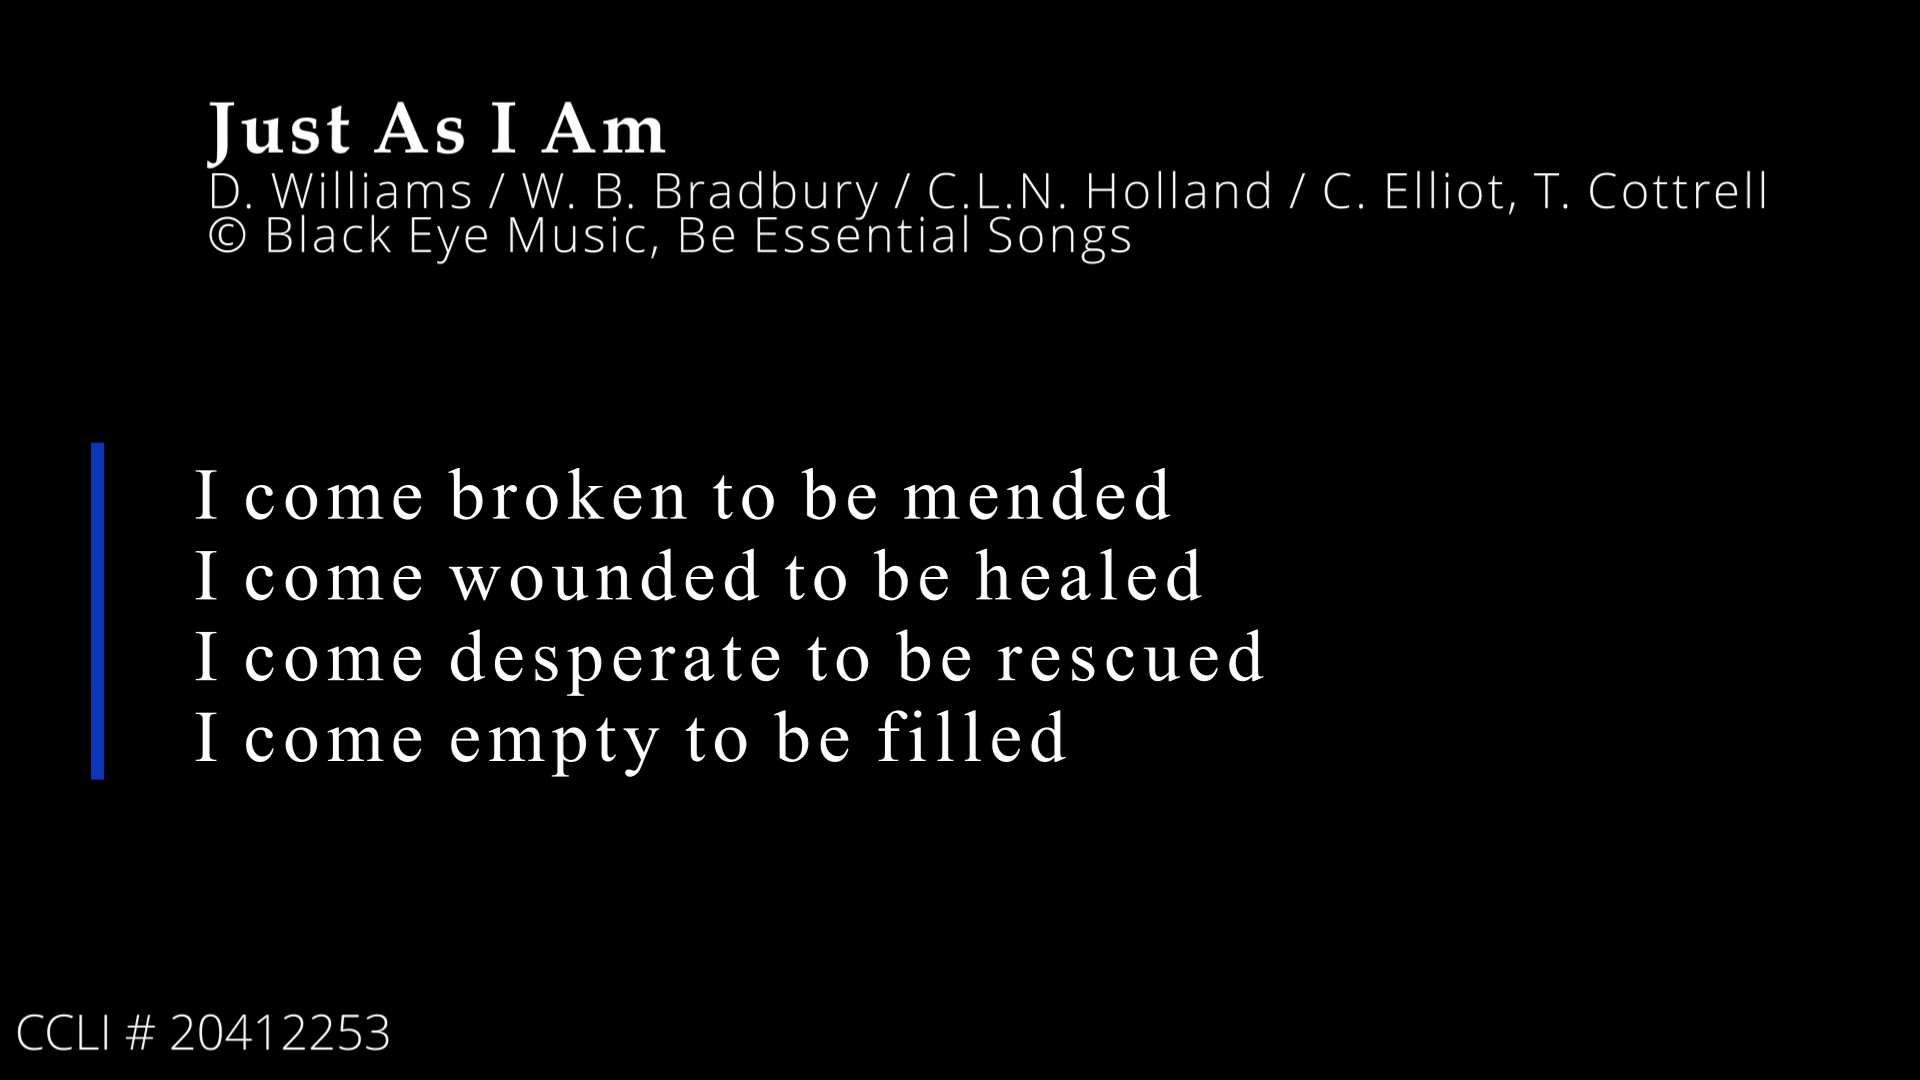 Just As I Am
D. Williams / W. B. Bradbury / C.L.N. Holland / C. Elliot, T. Cottrell
© Black Eye Music, Be Essential Songs
I come broken to be mended
I come wounded to be healed
I come desperate to be rescued
I come empty to be filled
CCLI # 20412253